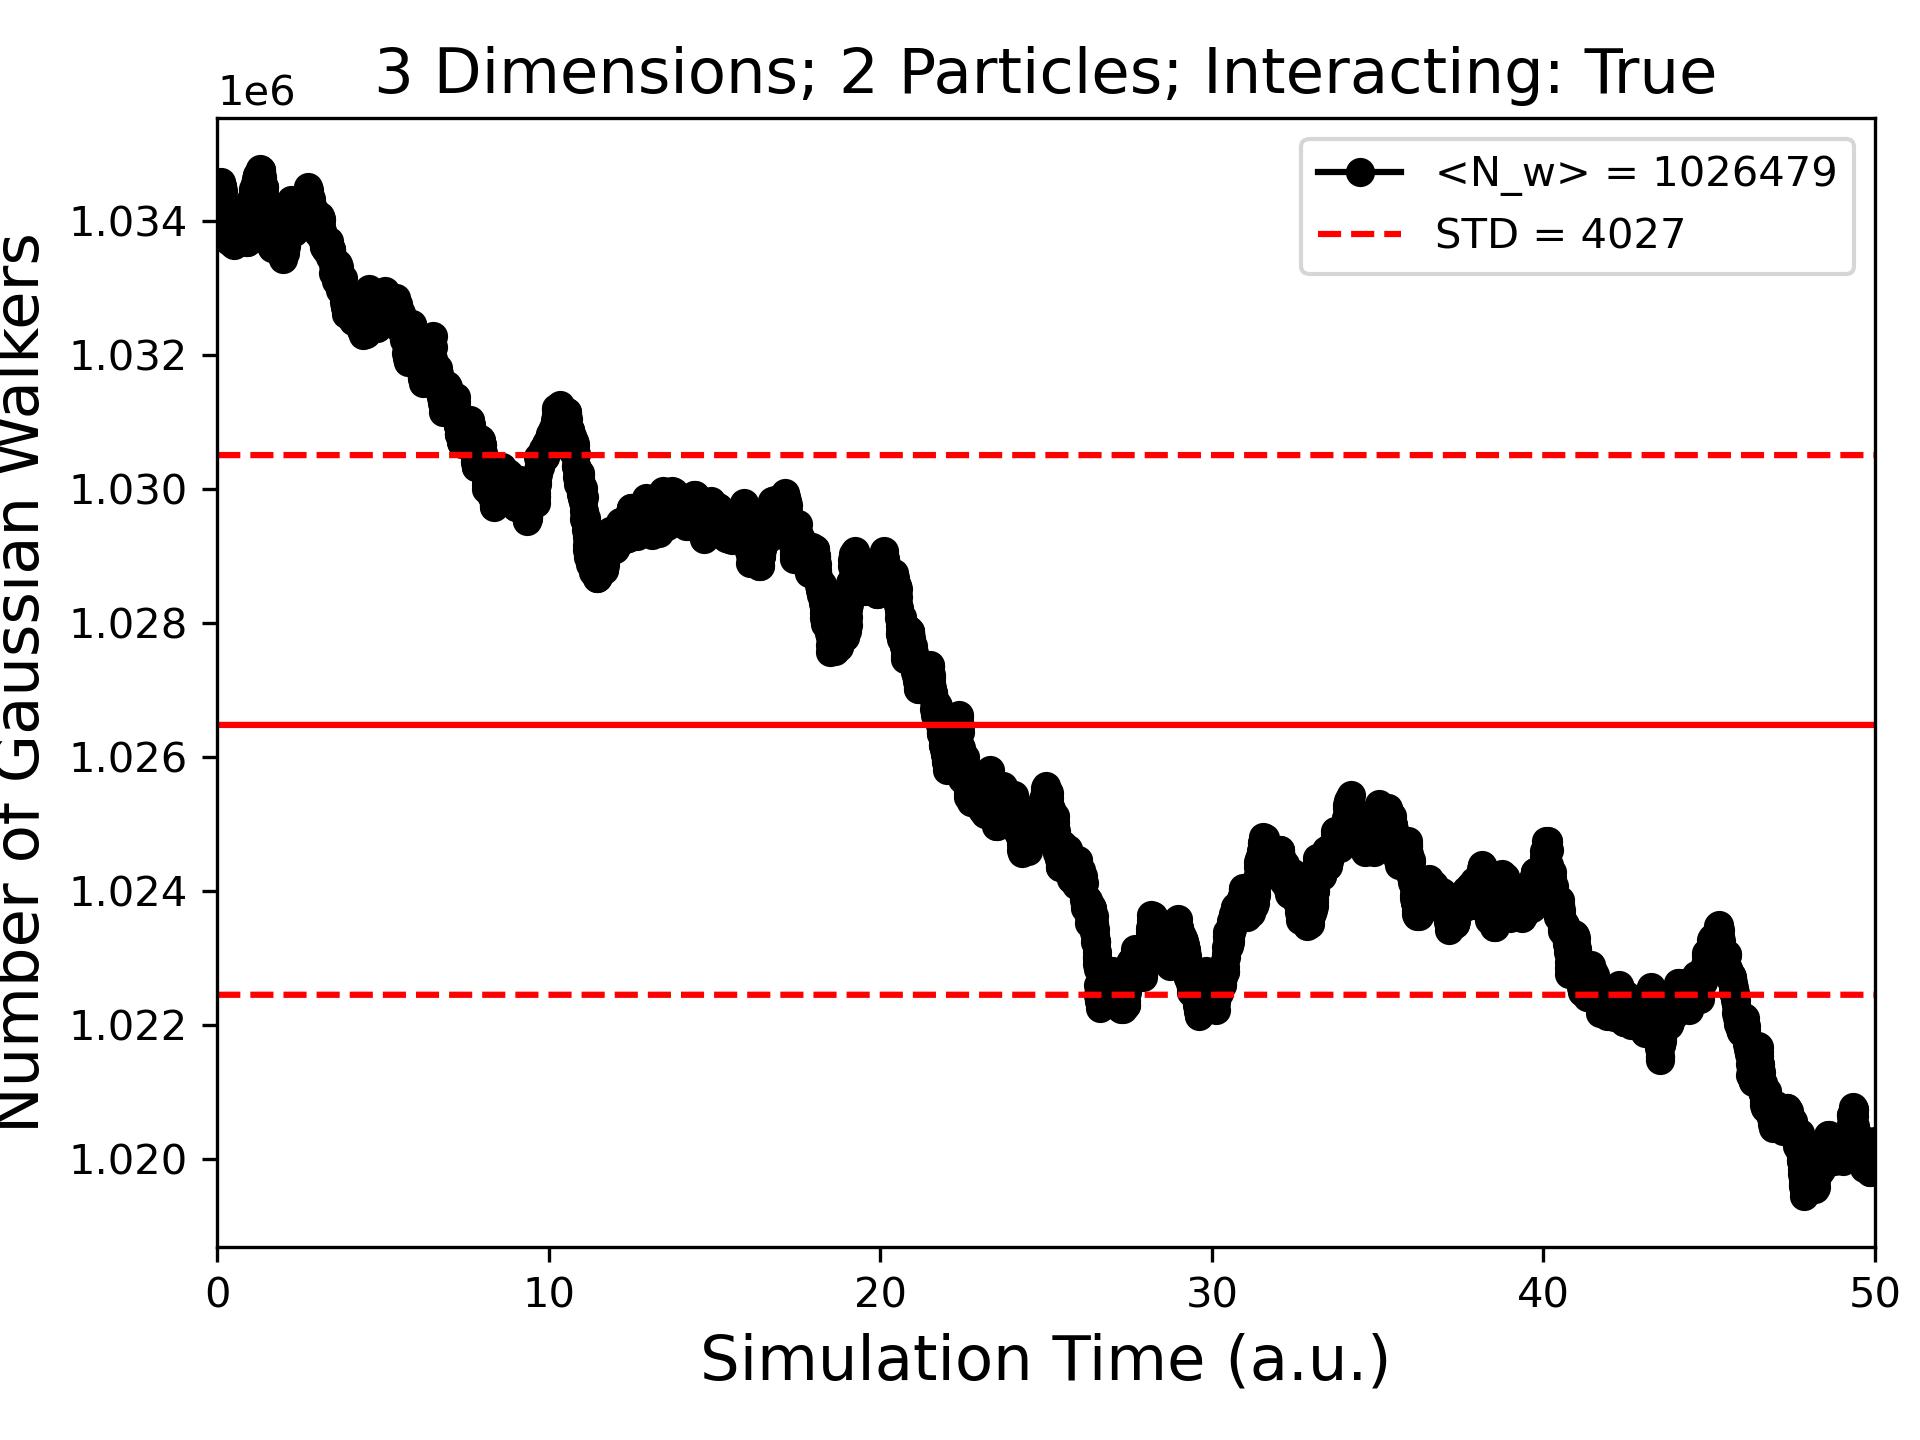 3 Dimensions; 2 Particles; Interacting: True
1e6
<N_w> = 1026479
STD = 4027
Number of Gaussian Walkers
1.034
1.032
1.030
1.028
1.026
1.024
1.022
1.020
0 10 20 30 40 50
Simulation Time (a.u.)